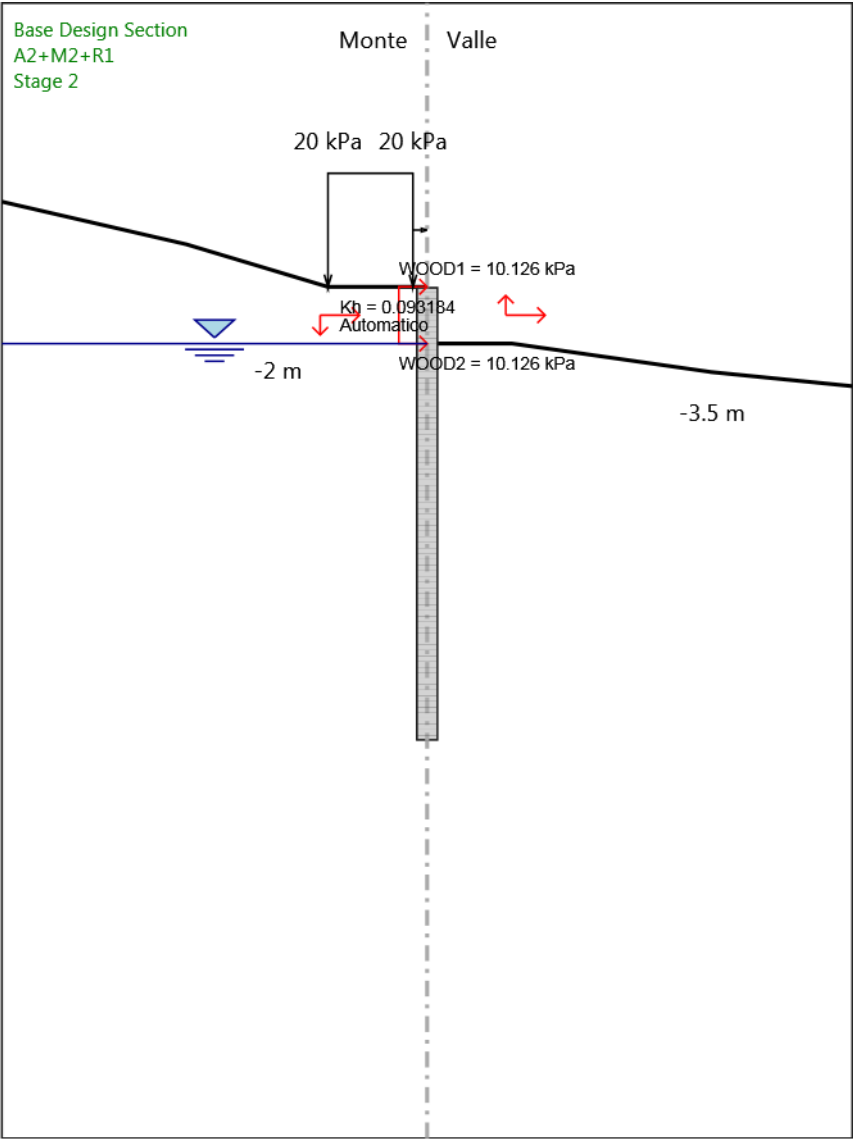 Base Design Section
A2+M2+R1
Stage 2
Monte
Valle
20 kPa
20 kPa
WOOD1 = 10.126 kPa
Kh = 0.093184
Automatico
WOOD2 = 10.126 kPa
-2 m
-3.5 m